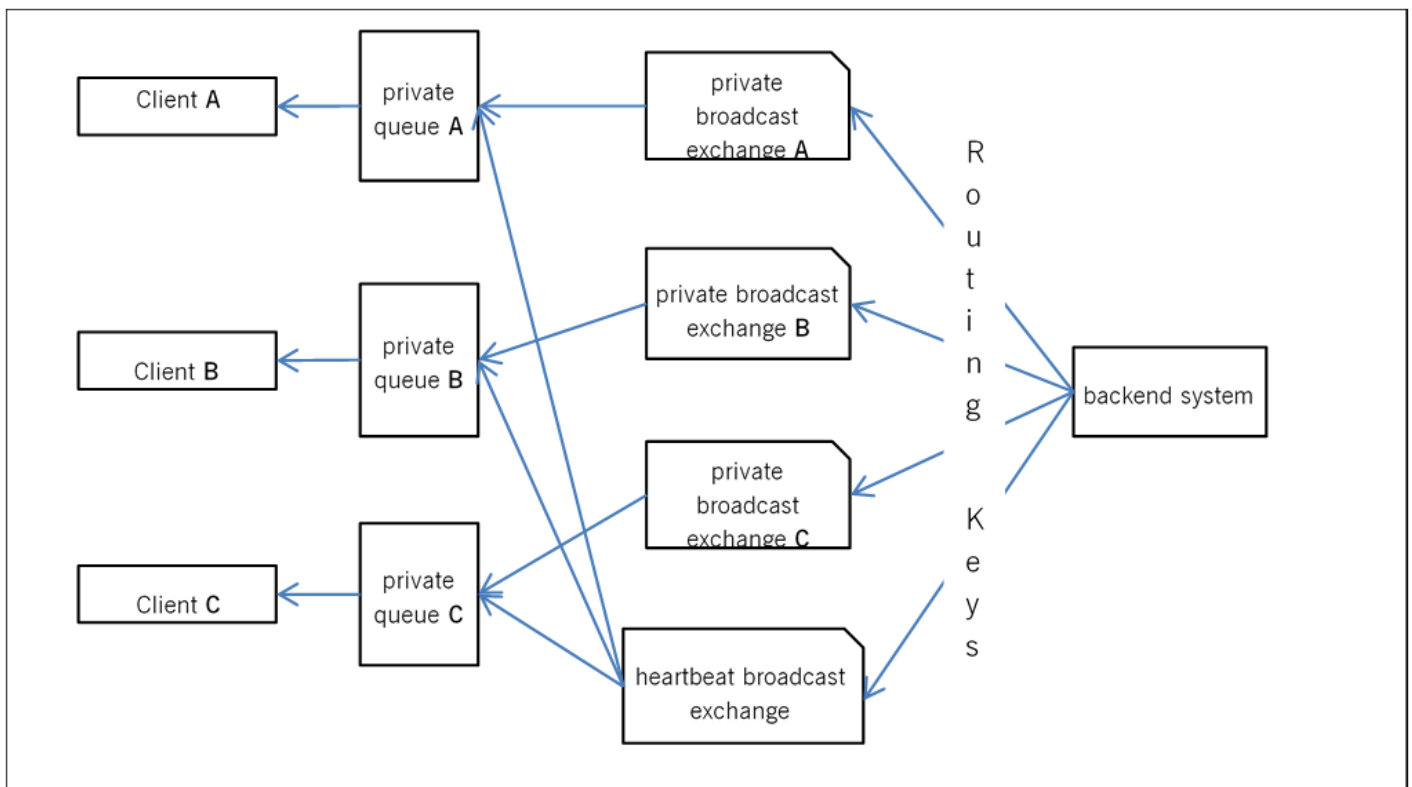 Client A
private
queue A
private
broadcast
exchange A
Client B
private
queue B
private broadcast
exchange B
Client C
private
queue C
private
broadcast
exchange C
heartbeat broadcast
exchange
R
o
u
t
i
n
g
K
e
y
s
backend system